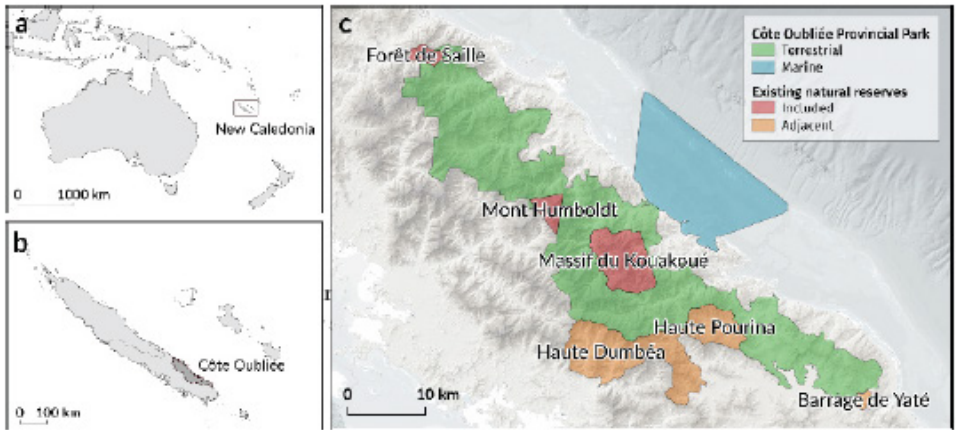 a
New Caledonia
0 1000 km
b
Côte Oubliée
0 100 km
c
Côte Oubliée Provincial Park
Terrestrial
Marine
Existing natural reserves
Included
Adjacent
Forêt de Saille
Mont Humboldt
Massif du Kouakoué
Haute Pourina
Haute Dumbéa
Barrage de Yaté
0 10 km